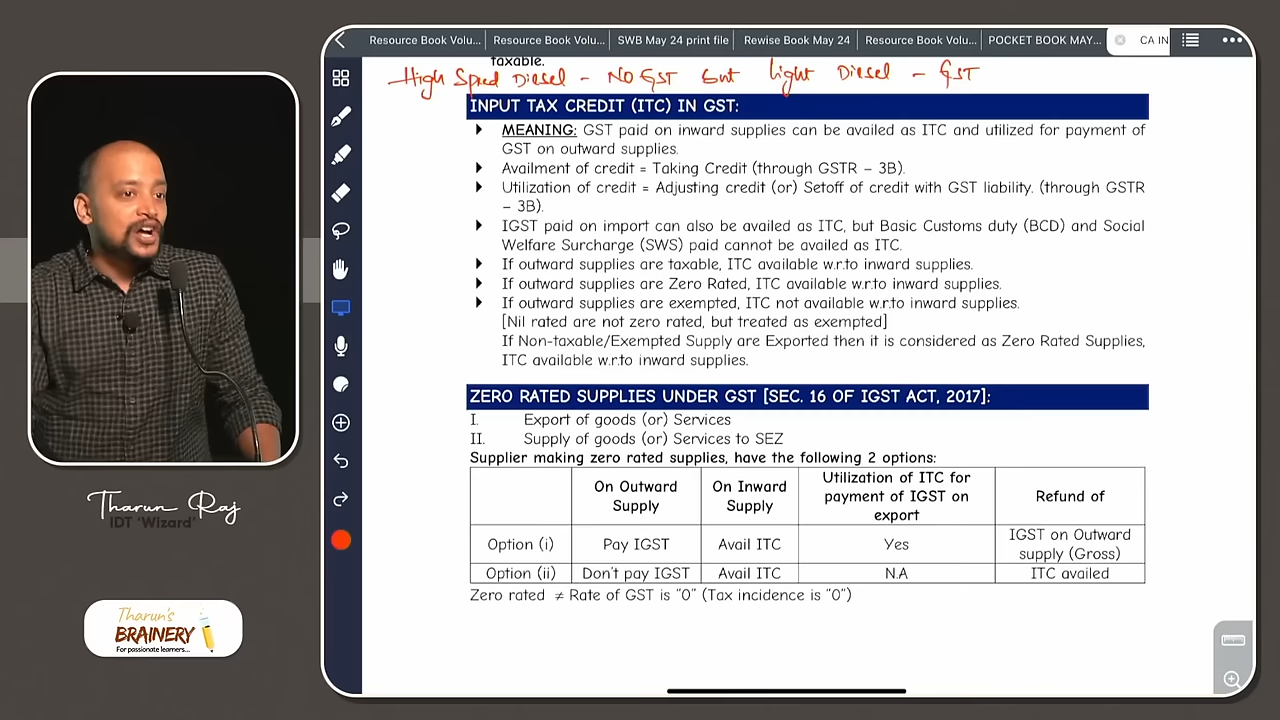 Resource Book Volu...
Resource Book Volu...
SWB May 24 print file
Rewise Book May 24
Resource Book Volu...
POCKET BOOK MAY...
CA IN
taxable.
High Speed Diesel - NO GST but Light Diesel - GST
INPUT TAX CREDIT (ITC) IN GST:
MEANING: GST paid on inward supplies can be availed as ITC and utilized for payment of
GST on outward supplies.
Availment of credit = Taking Credit (through GSTR – 3B).
Utilization of credit = Adjusting credit (or) Setoff of credit with GST liability. (through GSTR
– 3B).
IGST paid on import can also be availed as ITC, but Basic Customs duty (BCD) and Social
Welfare Surcharge (SWS) paid cannot be availed as ITC.
If outward supplies are taxable, ITC available w.r.to inward supplies.
If outward supplies are Zero Rated, ITC available w.r.to inward supplies.
If outward supplies are exempted, ITC not available w.r.to inward supplies.
[Nil rated are not zero rated, but treated as exempted]
If Non-taxable/Exempted Supply are Exported then it is considered as Zero Rated Supplies,
ITC available w.r.to inward supplies.
ZERO RATED SUPPLIES UNDER GST [SEC. 16 OF IGST ACT, 2017]:
I. Export of goods (or) Services
II. Supply of goods (or) Services to SEZ
Supplier making zero rated supplies, have the following 2 options:
On Outward
Supply
On Inward
Supply
Utilization of ITC for
payment of IGST on
export
Refund of
Option (i) Pay IGST Avail ITC Yes IGST on Outward
supply (Gross)
Option (ii) Don't pay IGST Avail ITC N.A ITC availed
Zero rated ≠ Rate of GST is "0" (Tax incidence is "0")
Tharun Raj
IDT 'Wizard'
Tharun's
BRAINERY
For passionate learners...